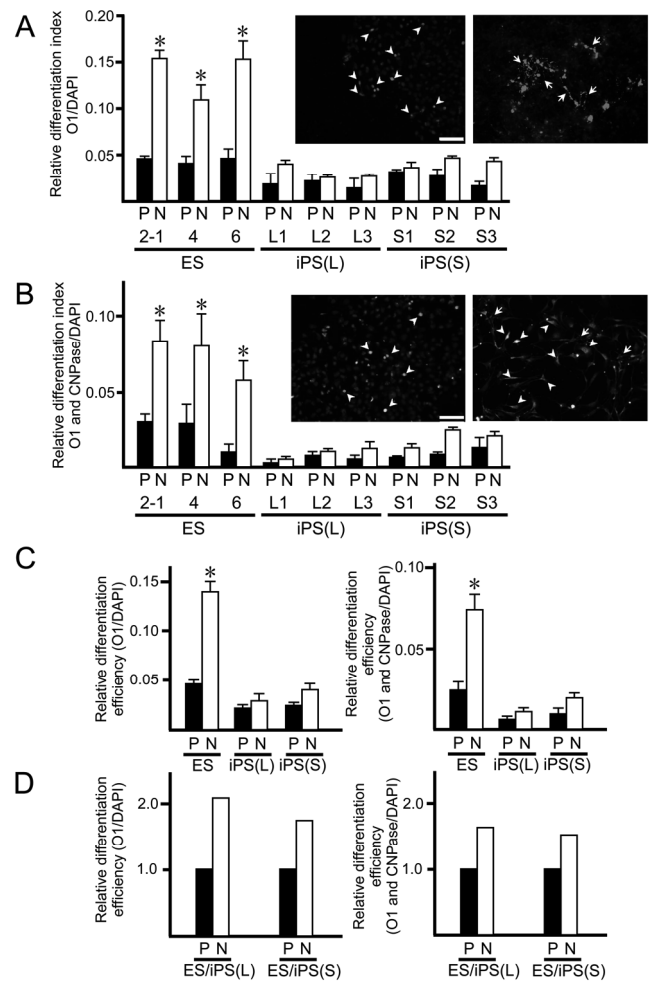 A
Relative differentiation index
O1/DAPI
0.20
0.15
0.10
0.05
* * *
P N P N P N P N P N P N P N P N P N
2-1 4 6 L1 L2 L3 S1 S2 S3
ES iPS(L) iPS(S)
B
Relative differentiation index
O1 and CNPase/DAPI
0.10
0.05
* * *
P N P N P N P N P N P N P N P N P N
2-1 4 6 L1 L2 L3 S1 S2 S3
ES iPS(L) iPS(S)
C
Relative differentiation
efficiency (O1/DAPI)
0.15
0.10
0.05
*
P N P N P N
ES iPS(L) iPS(S)
Relative differentiation
efficiency
(O1 and CNPase/DAPI)
0.10
0.05
*
P N P N P N
ES iPS(L) iPS(S)
D
Relative differentiation
efficiency (O1/DAPI)
2.0
1.0
P N P N
ES/iPS(L) ES/iPS(S)
Relative differentiation
efficiency
(O1 and CNPase/DAPI)
2.0
1.0
P N P N
ES/iPS(L) ES/iPS(S)